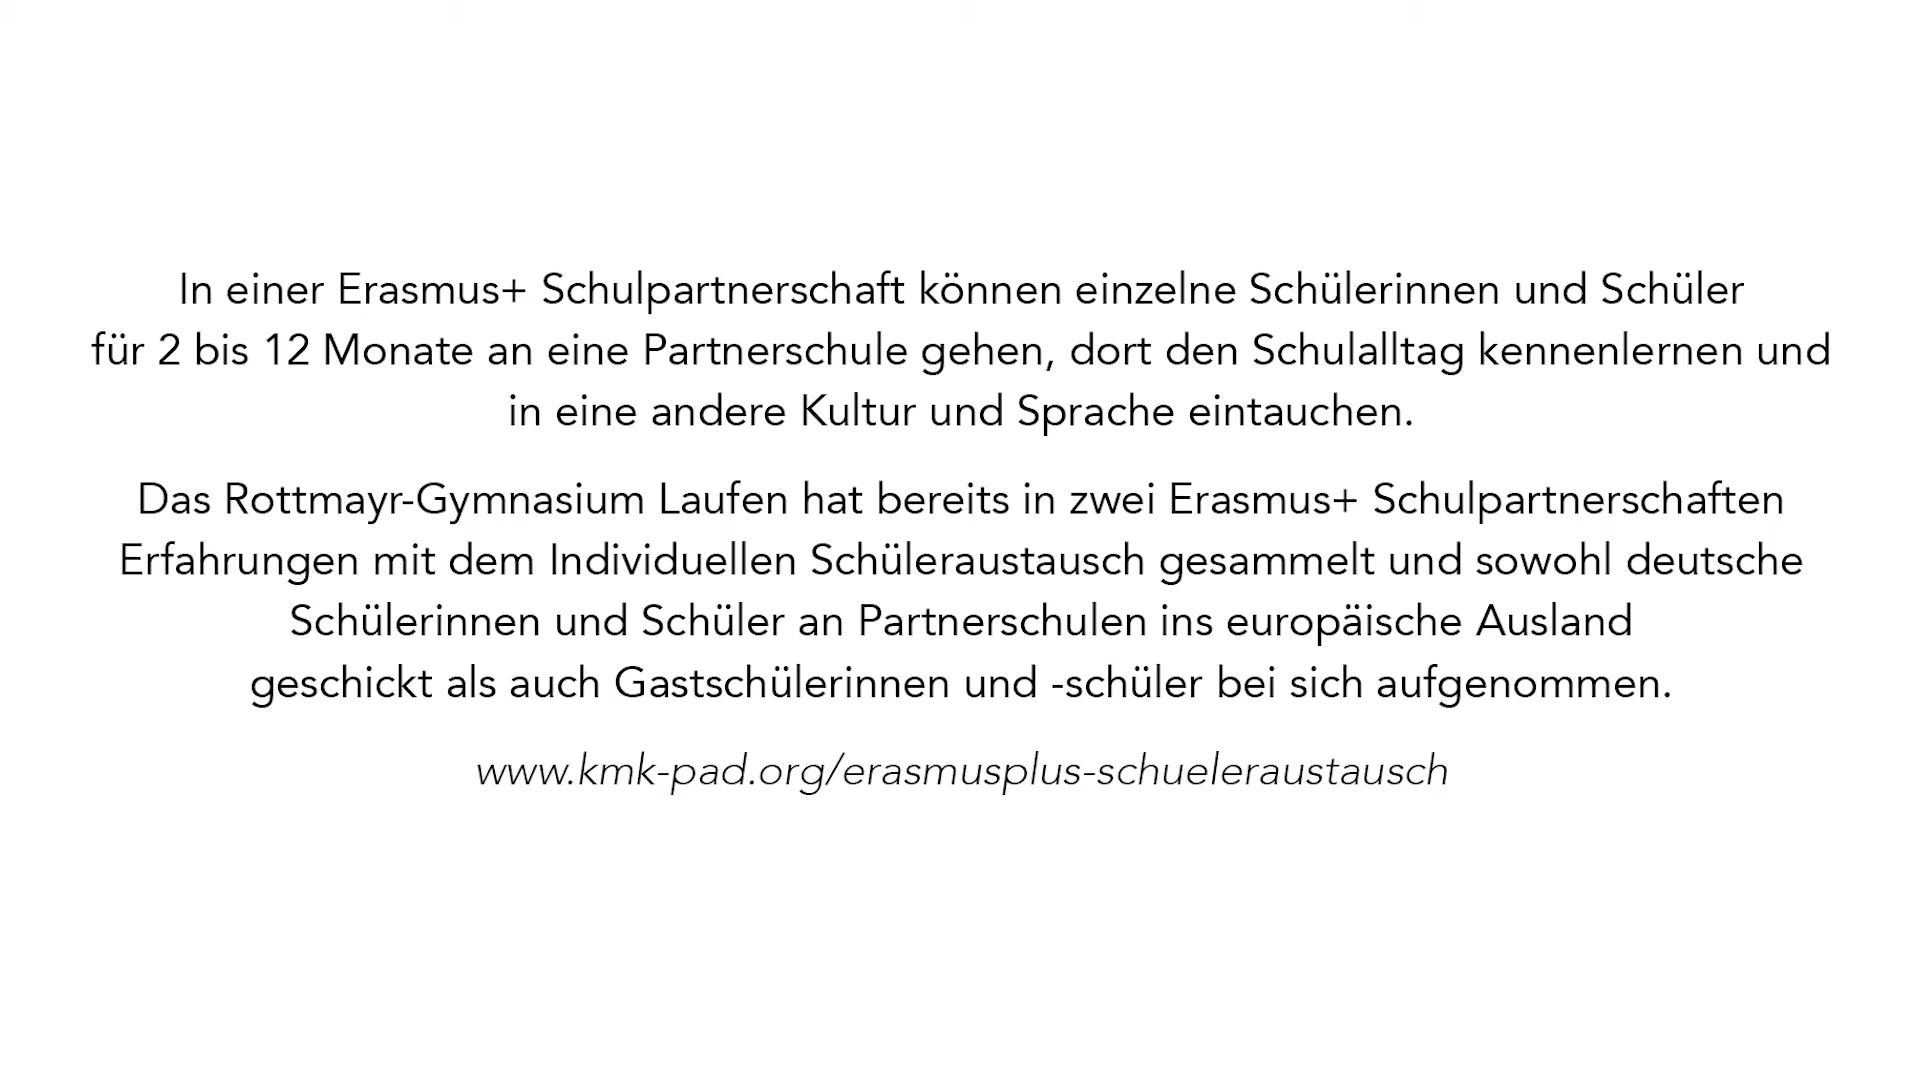 In einer Erasmus+ Schulpartnerschaft können einzelne Schülerinnen und Schüler
für 2 bis 12 Monate an eine Partnerschule gehen, dort den Schulalltag kennenlernen und
in eine andere Kultur und Sprache eintauchen.
Das Rottmayr-Gymnasium Laufen hat bereits in zwei Erasmus+ Schulpartnerschaften
Erfahrungen mit dem Individuellen Schüleraustausch gesammelt und sowohl deutsche
Schülerinnen und Schüler an Partnerschulen ins europäische Ausland
geschickt als auch Gastschülerinnen und -schüler bei sich aufgenommen.
www.kmk-pad.org/erasmusplus-schueleraustausch